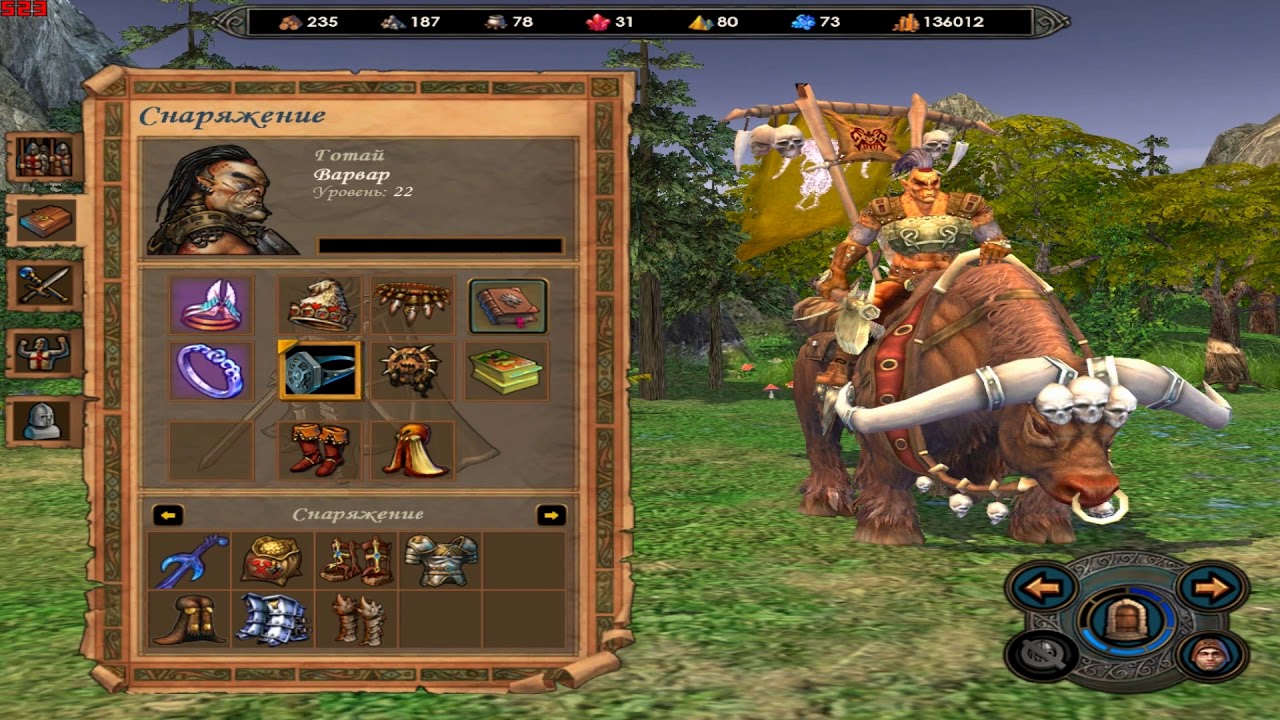 523
235 187 78 31 80 73 136012
Снаряжение
Готай
Варвар
Уровень: 22
Снаряжение